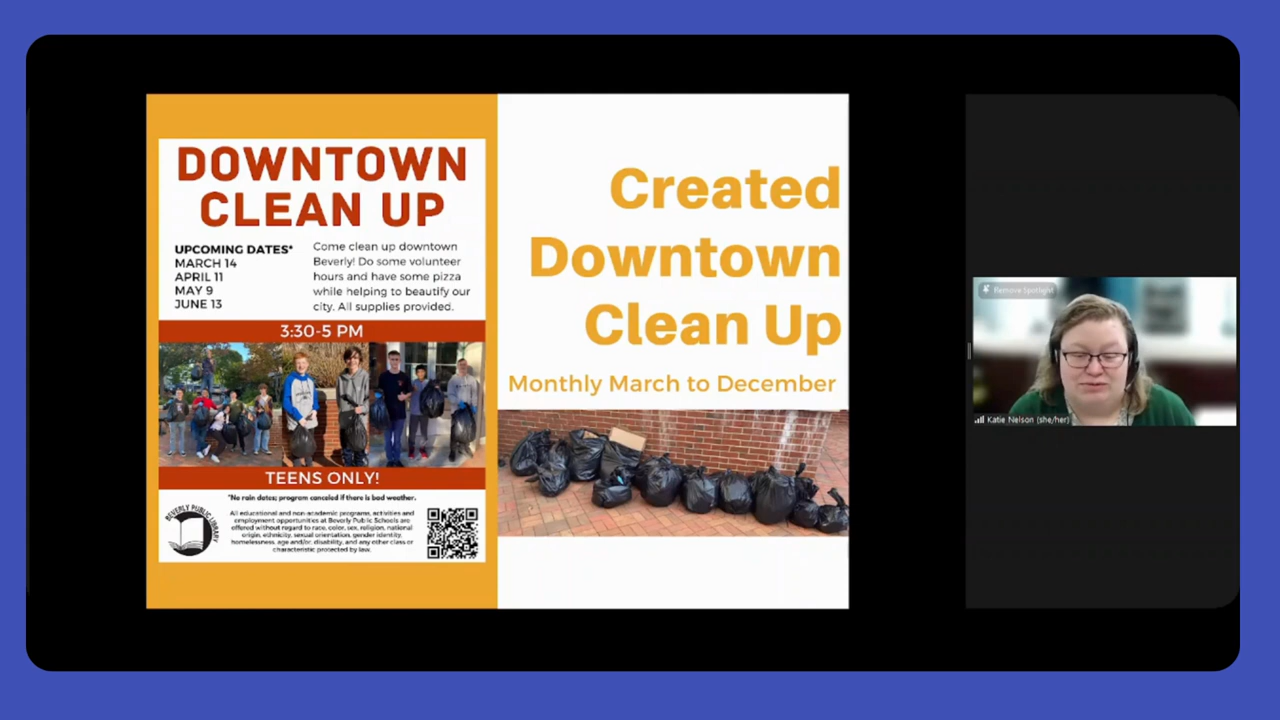 DOWNTOWN
CLEAN UP
UPCOMING DATES*
MARCH 14
APRIL 11
MAY 9
JUNE 13
Come clean up downtown
Beverly! Do some volunteer
hours and have some pizza
while helping to beautify our
city. All supplies provided.
3:30-5 PM
TEENS ONLY!
*No rain dates; program canceled if there is bad weather.
BEVERLY PUBLIC LIBRARY
All educational and non-academic programs, activities and
employment opportunities at Beverly Public Schools are
offered without regard to race, color, sex, religion, national
origin, ethnicity, sexual orientation, gender identity,
homelessness, age and/or disability, and any other class or
characteristic protected by law.
Created
Downtown
Clean Up
Monthly March to December
Remove Spotlight
Katie Nelson (she/her)